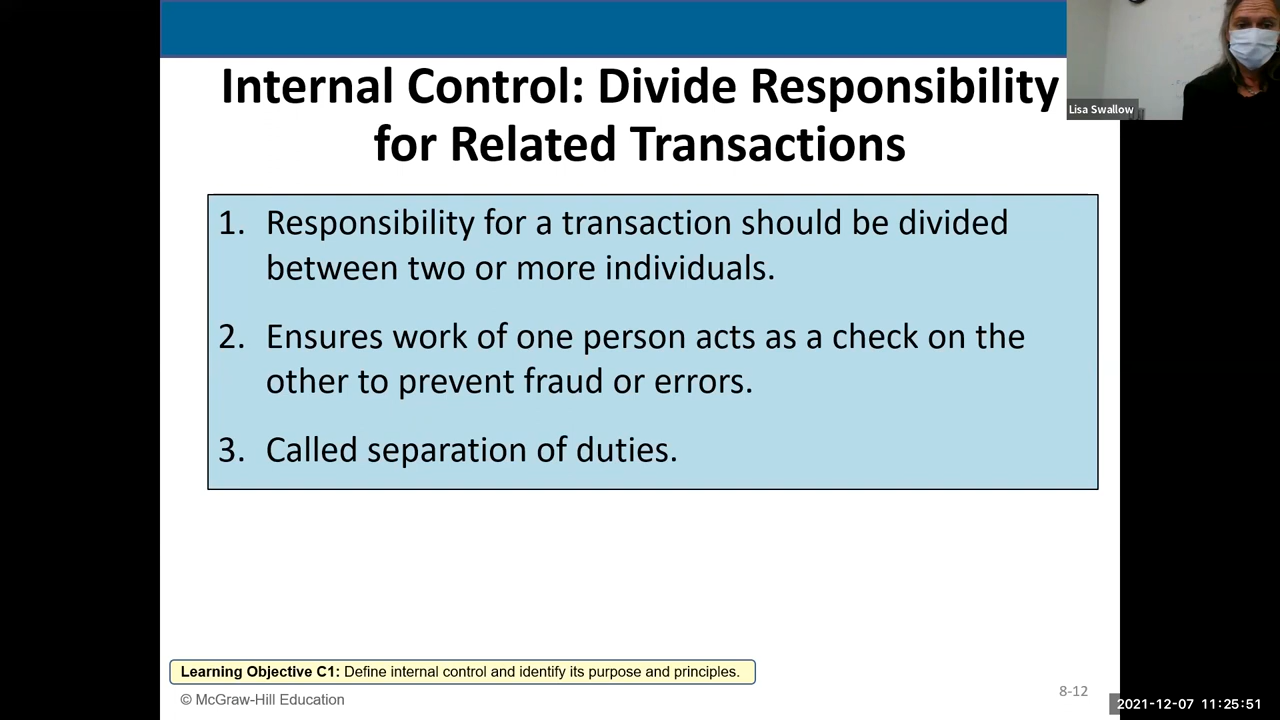 Internal Control: Divide Responsibility
for Related Transactions
Lisa Swallow
1. Responsibility for a transaction should be divided
between two or more individuals.
2. Ensures work of one person acts as a check on the
other to prevent fraud or errors.
3. Called separation of duties.
Learning Objective C1: Define internal control and identify its purpose and principles.
© McGraw-Hill Education
8-12
2021-12-07 11:25:51